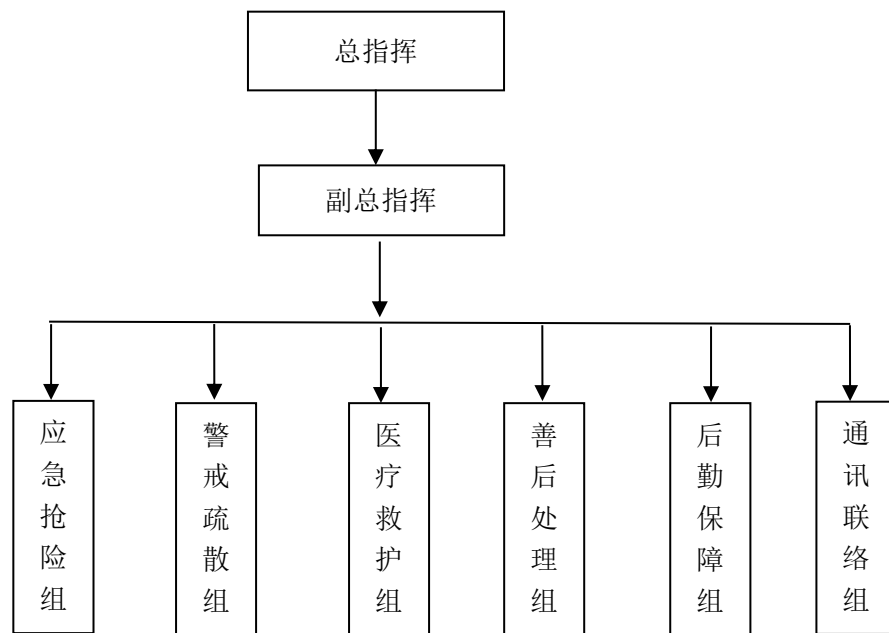 总指挥
副总指挥
应急抢险组
警戒疏散组
医疗救护组
善后处理组
后勤保障组
通讯联络组